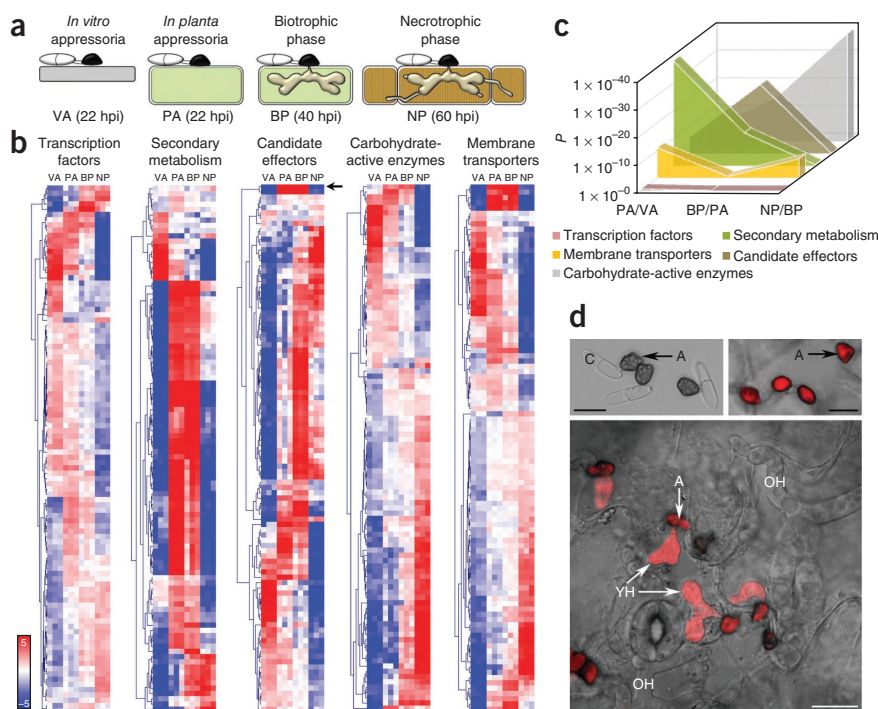 a
In vitro appressoria
In planta appressoria
Biotrophic phase
Necrotrophic phase
VA (22 hpi)
PA (22 hpi)
BP (40 hpi)
NP (60 hpi)
b
Transcription factors
Secondary metabolism
Candidate effectors
Carbohydrate-active enzymes
Membrane transporters
VA PA BP NP
VA PA BP NP
VA PA BP NP
VA PA BP NP
VA PA BP NP
5
–5
c
P
1 × 10–40
1 × 10–30
1 × 10–20
1 × 10–10
1 × 10–0
PA/VA
BP/PA
NP/BP
Transcription factors
Secondary metabolism
Membrane transporters
Candidate effectors
Carbohydrate-active enzymes
d
C
A
A
A
OH
YH
OH